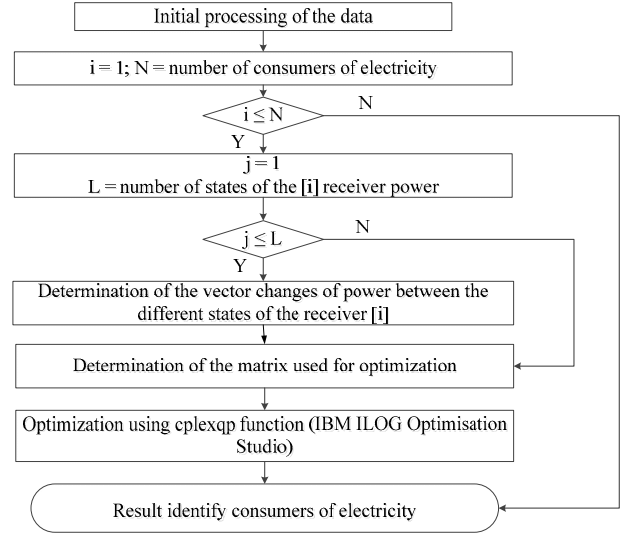 Initial processing of the data
i = 1; N = number of consumers of electricity
i ≤ N
N
Y
j = 1
L = number of states of the [i] receiver power
j ≤ L
N
Y
Determination of the vector changes of power between the
different states of the receiver [i]
Determination of the matrix used for optimization
Optimization using cplexqp function (IBM ILOG Optimisation
Studio)
Result identify consumers of electricity